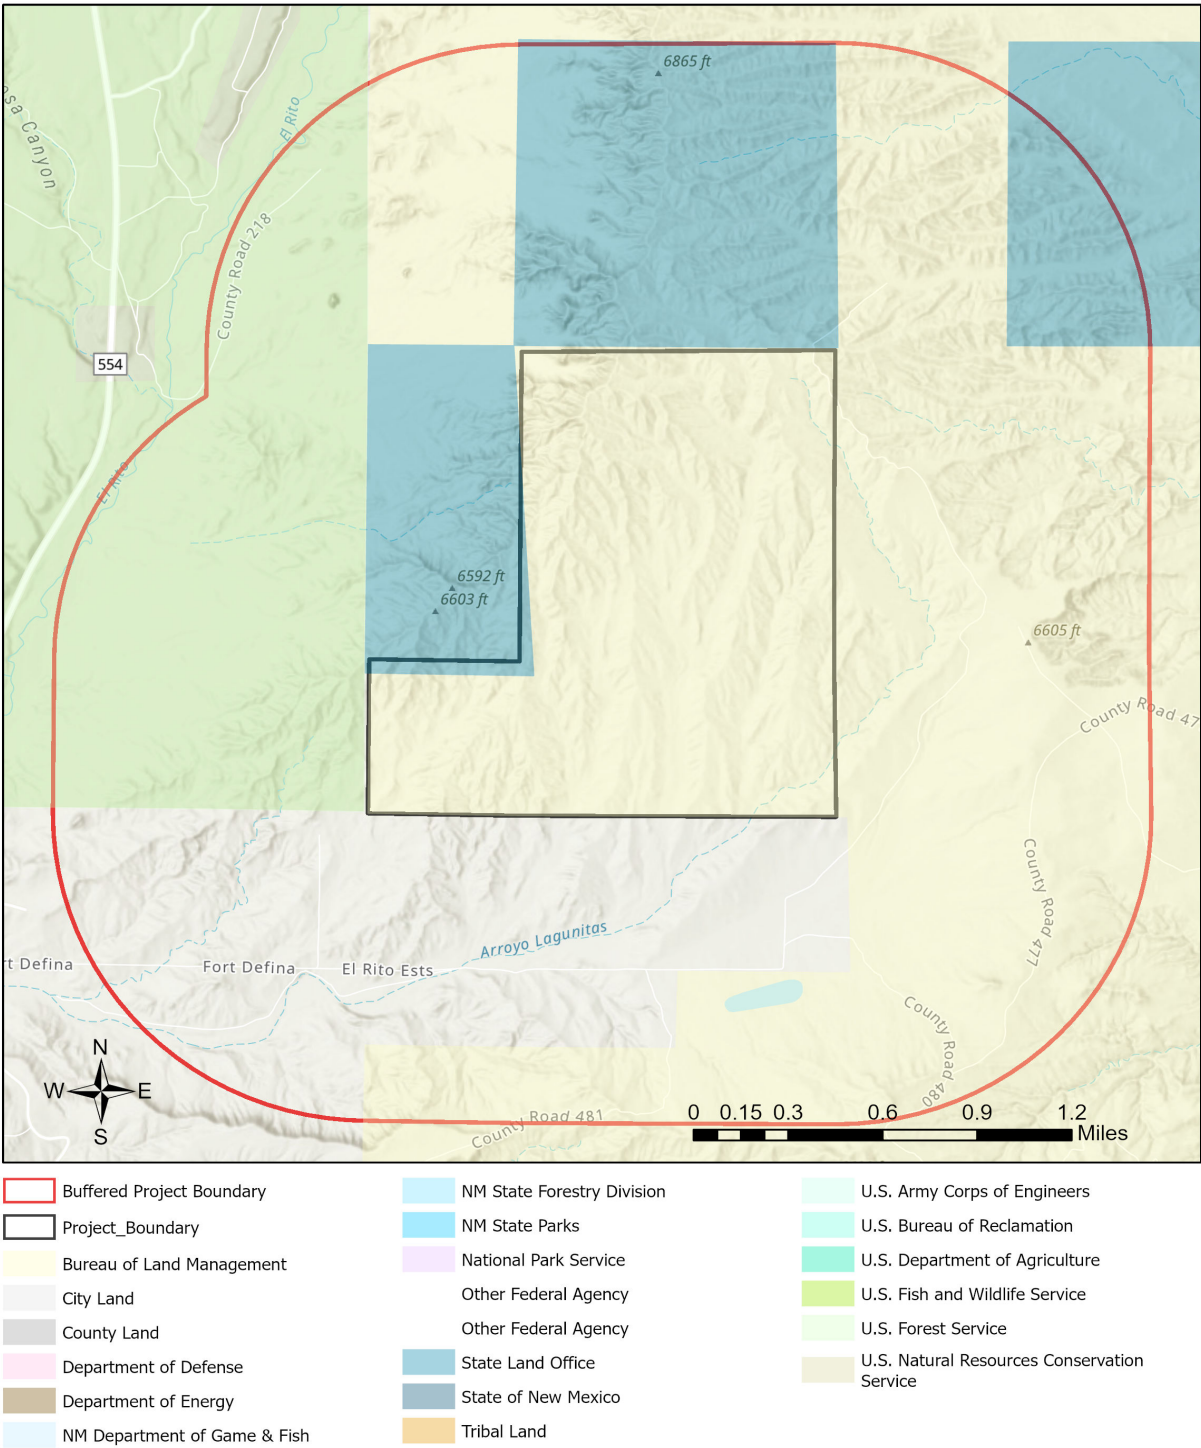 6865 ft
El Rito
osa Canyon
County Road 218
554
El Rito
6592 ft
6603 ft
6605 ft
County Road 47
County Road 477
Arroyo Lagunitas
rt Defina
Fort Defina
El Rito Ests
County Road 480
N
W
E
S
County Road 481
0 0.15 0.3 0.6 0.9 1.2
Miles
Buffered Project Boundary
Project_Boundary
Bureau of Land Management
City Land
County Land
Department of Defense
Department of Energy
NM Department of Game & Fish
NM State Forestry Division
NM State Parks
National Park Service
Other Federal Agency
Other Federal Agency
State Land Office
State of New Mexico
Tribal Land
U.S. Army Corps of Engineers
U.S. Bureau of Reclamation
U.S. Department of Agriculture
U.S. Fish and Wildlife Service
U.S. Forest Service
U.S. Natural Resources Conservation
Service